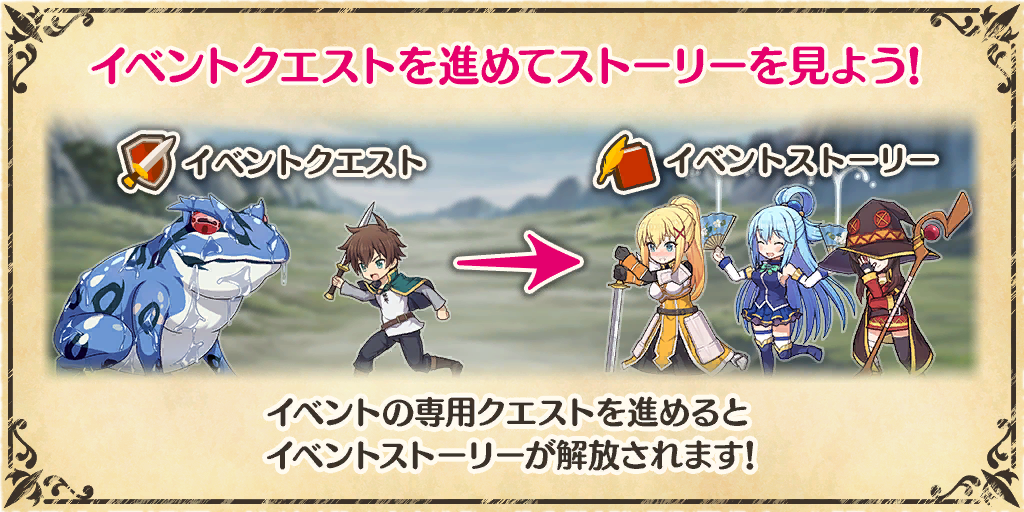 イベントクエストを進めてストーリーを見よう!
イベントクエスト
イベントストーリー
イベントの専用クエストを進めると
イベントストーリーが解放されます!